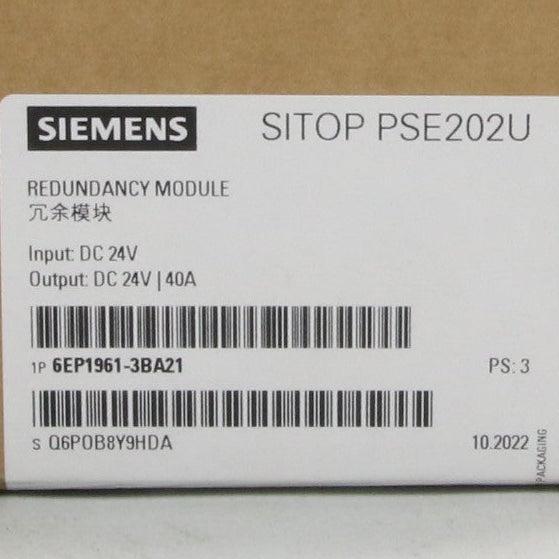 SIEMENS
SITOP PSE202U
REDUNDANCY MODULE
冗余模块
Input: DC 24V
Output: DC 24V | 40A
1P 6EP1961-3BA21
PS: 3
S Q6POB8Y9HDA
10.2022
PACKAGING